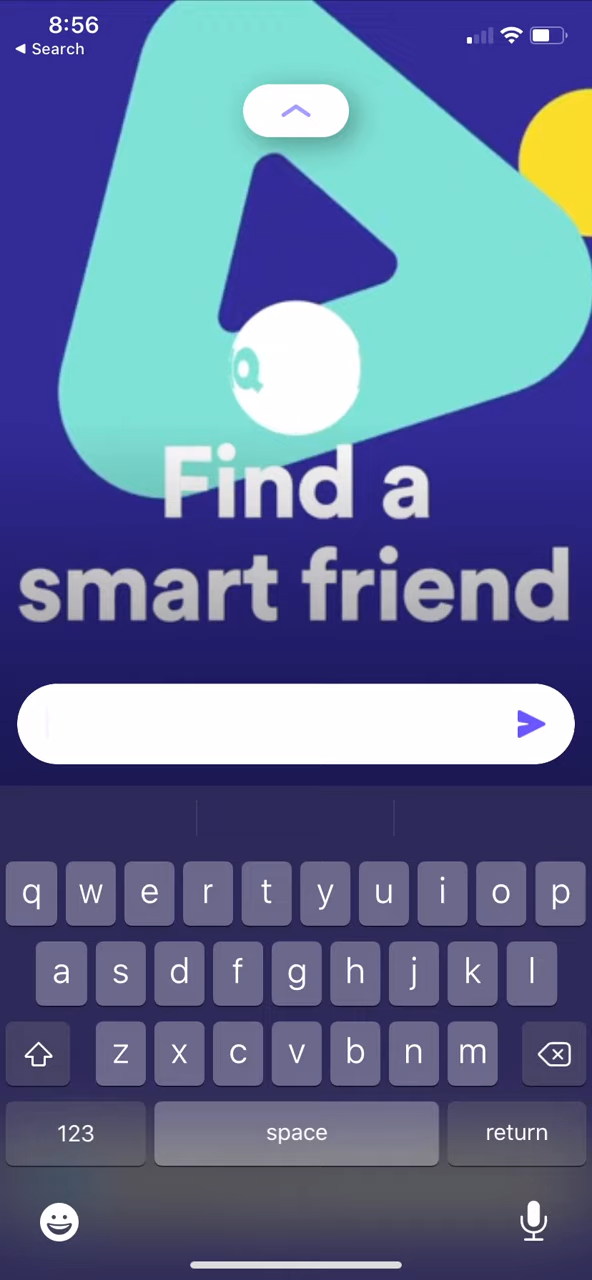 8:56
◀ Search
Q
Find a
smart friend
q w e r t y u i o p
a s d f g h j k l
z x c v b n m
123 space return